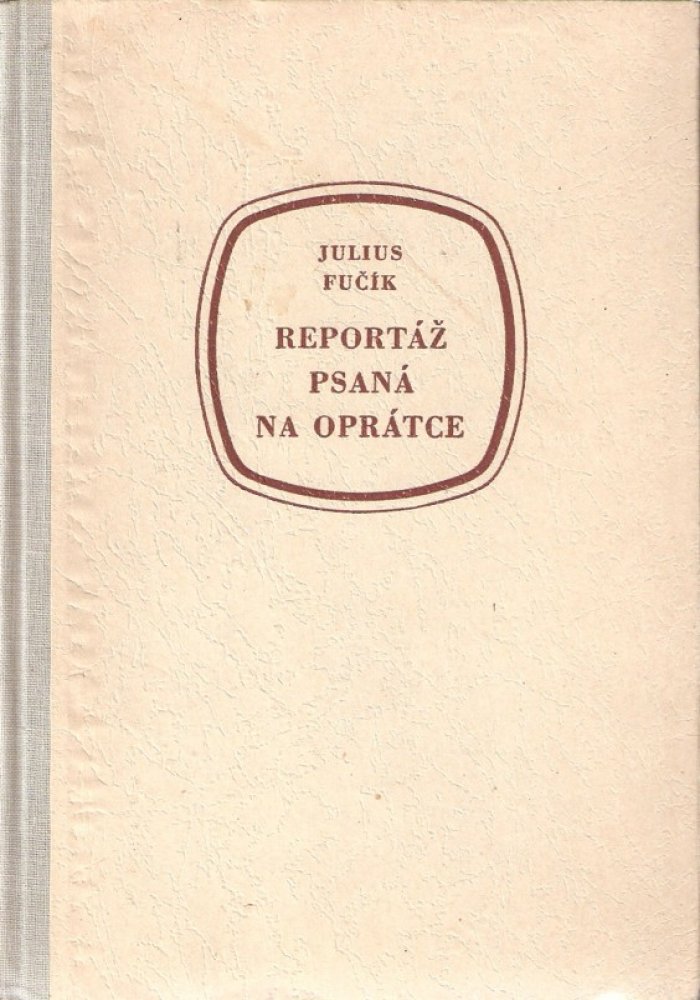 JULIUS
FUČÍK
REPORTÁŽ
PSANÁ
NA OPRÁTCE